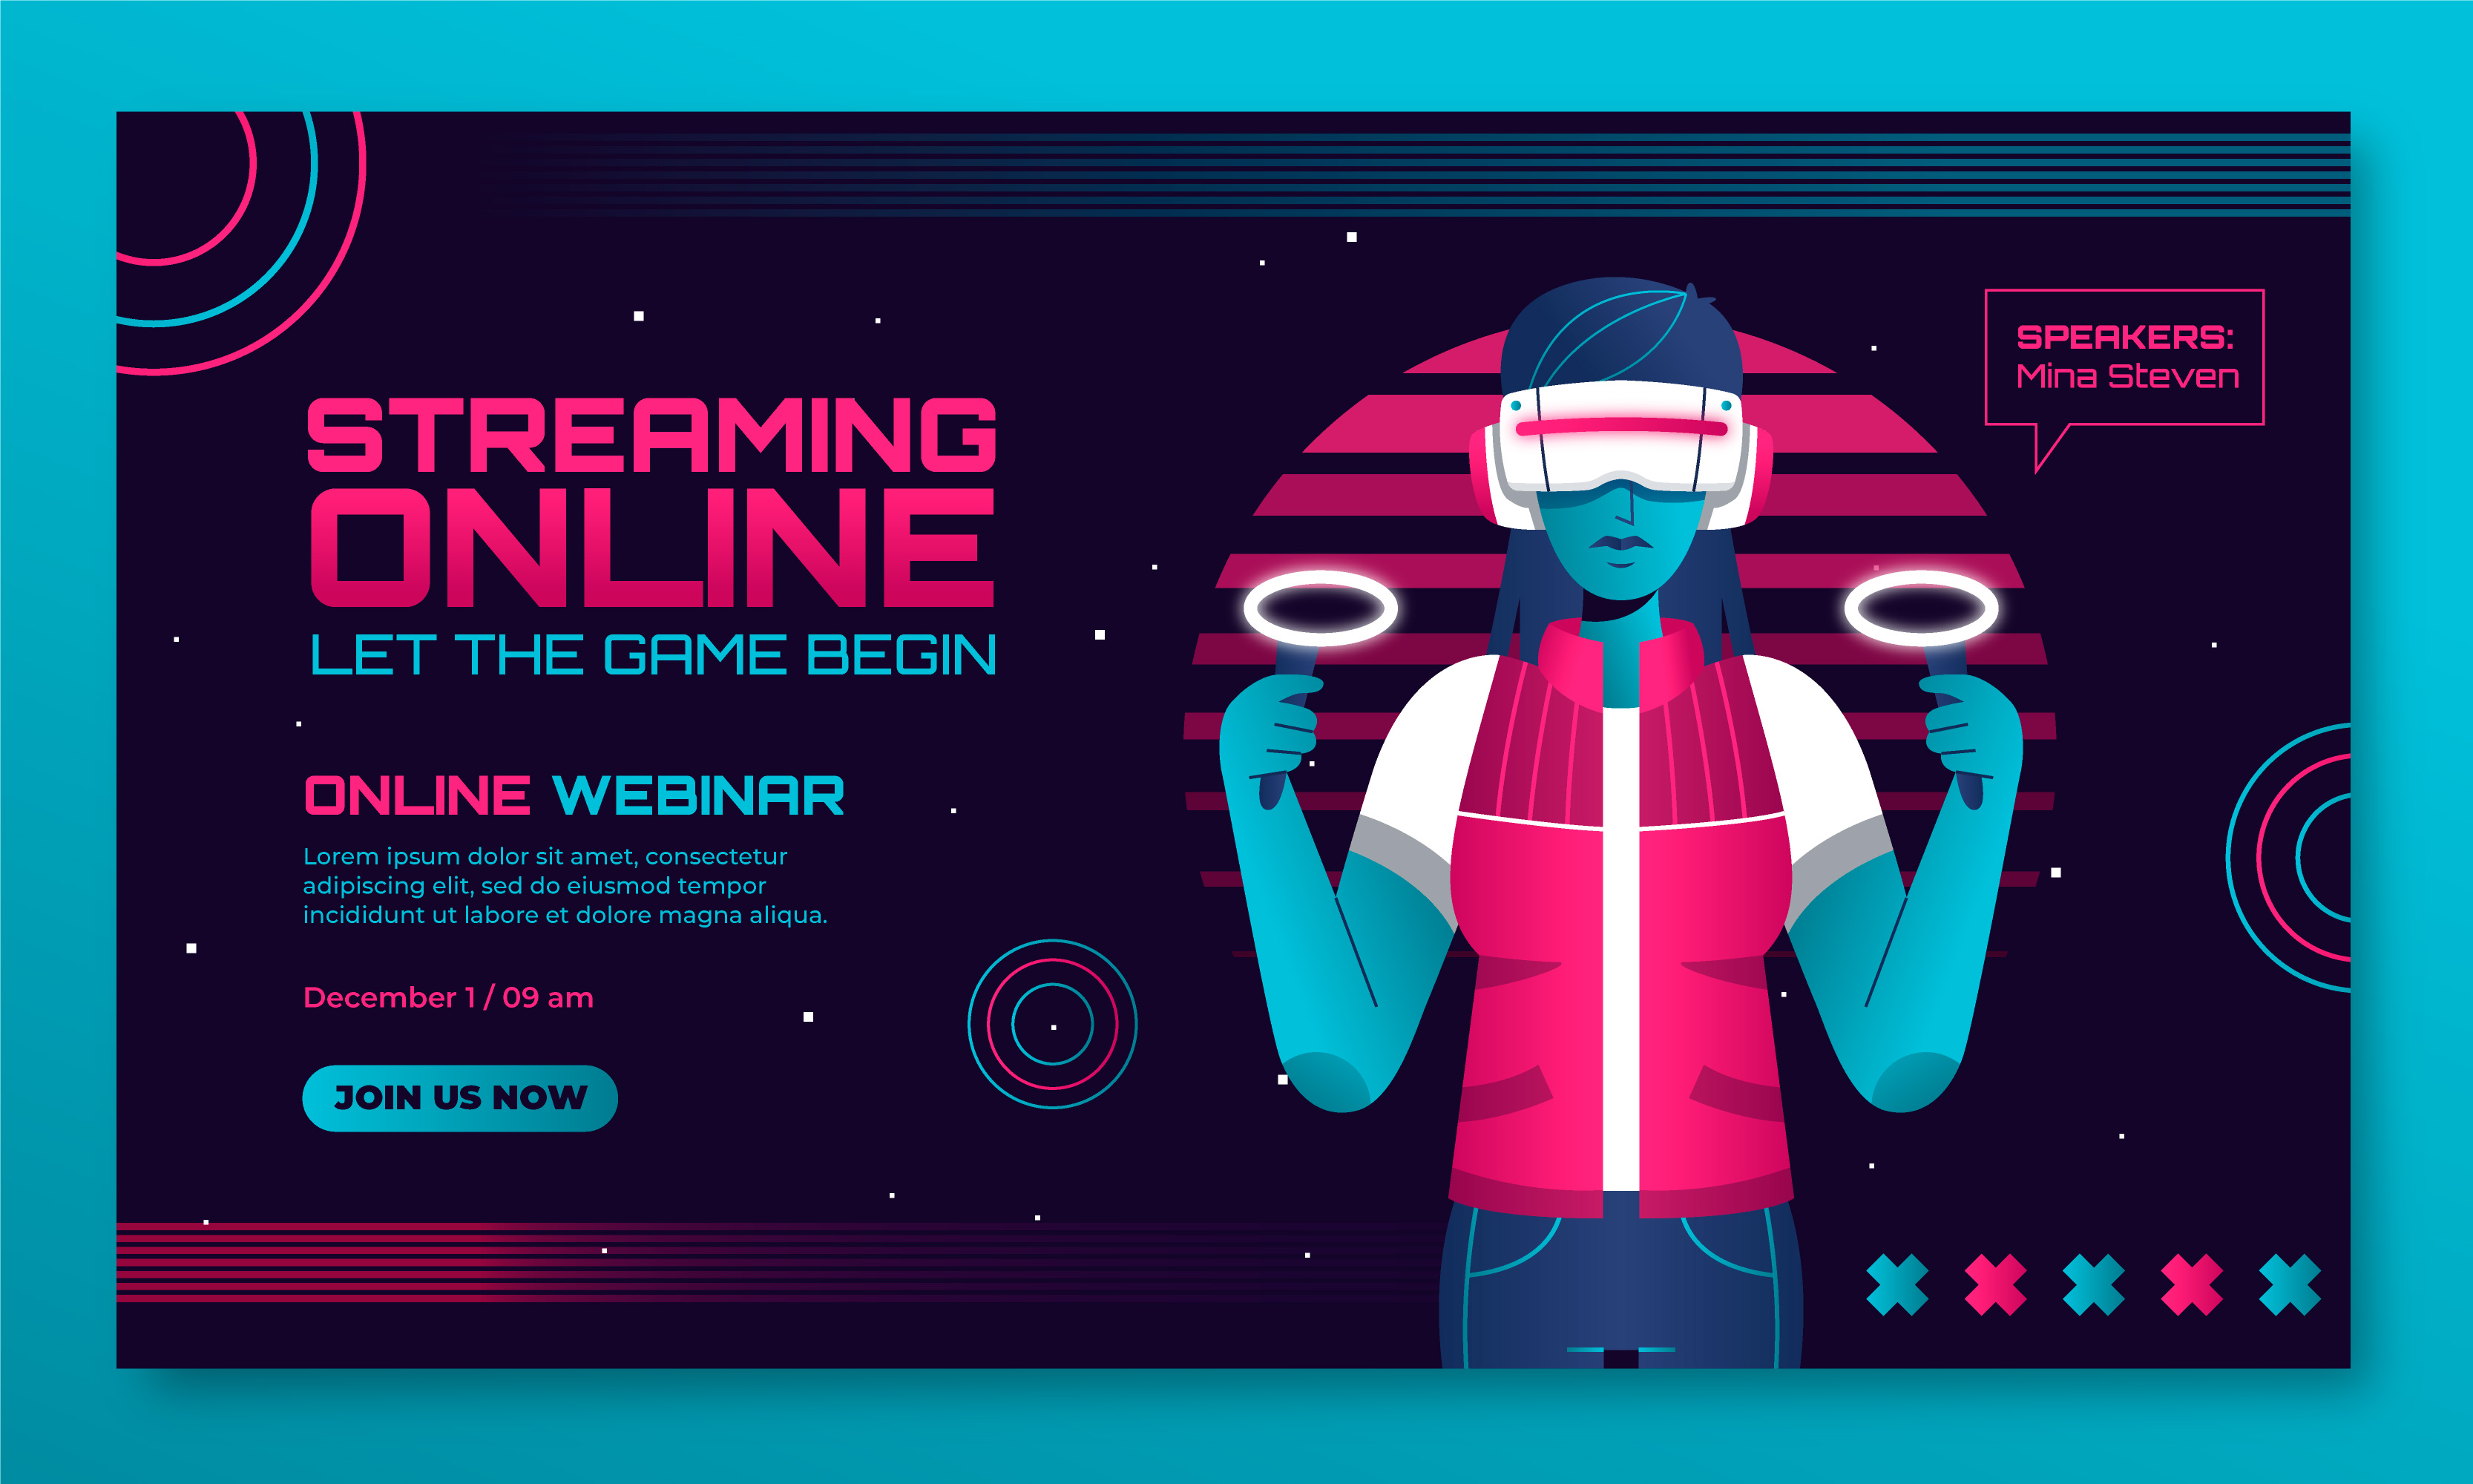 STREAMING
ONLINE
LET THE GAME BEGIN
SPEAKERS:
Mina Steven
ONLINE WEBINAR
Lorem ipsum dolor sit amet, consectetur
adipiscing elit, sed do eiusmod tempor
incididunt ut labore et dolore magna aliqua.
December 1 / 09 am
JOIN US NOW